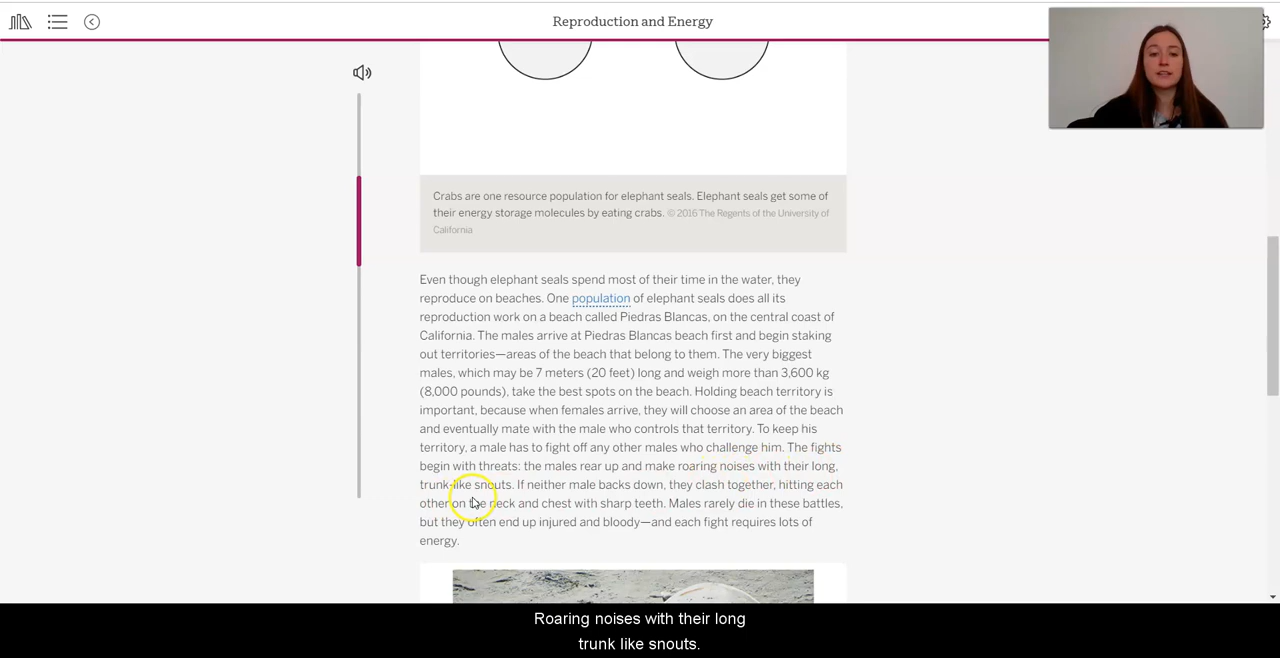 Reproduction and Energy
Crabs are one resource population for elephant seals. Elephant seals get some of
their energy storage molecules by eating crabs. © 2016 The Regents of the University of
California
Even though elephant seals spend most of their time in the water, they
reproduce on beaches. One population of elephant seals does all its
reproduction work on a beach called Piedras Blancas, on the central coast of
California. The males arrive at Piedras Blancas beach first and begin staking
out territories—areas of the beach that belong to them. The very biggest
males, which may be 7 meters (20 feet) long and weigh more than 3,600 kg
(8,000 pounds), take the best spots on the beach. Holding beach territory is
important, because when females arrive, they will choose an area of the beach
and eventually mate with the male who controls that territory. To keep his
territory, a male has to fight off any other males who challenge him. The fights
begin with threats: the males rear up and make roaring noises with their long,
trunk-like snouts. If neither male backs down, they clash together, hitting each
other on the neck and chest with sharp teeth. Males rarely die in these battles,
but they often end up injured and bloody—and each fight requires lots of
energy.
Roaring noises with their long
trunk like snouts.